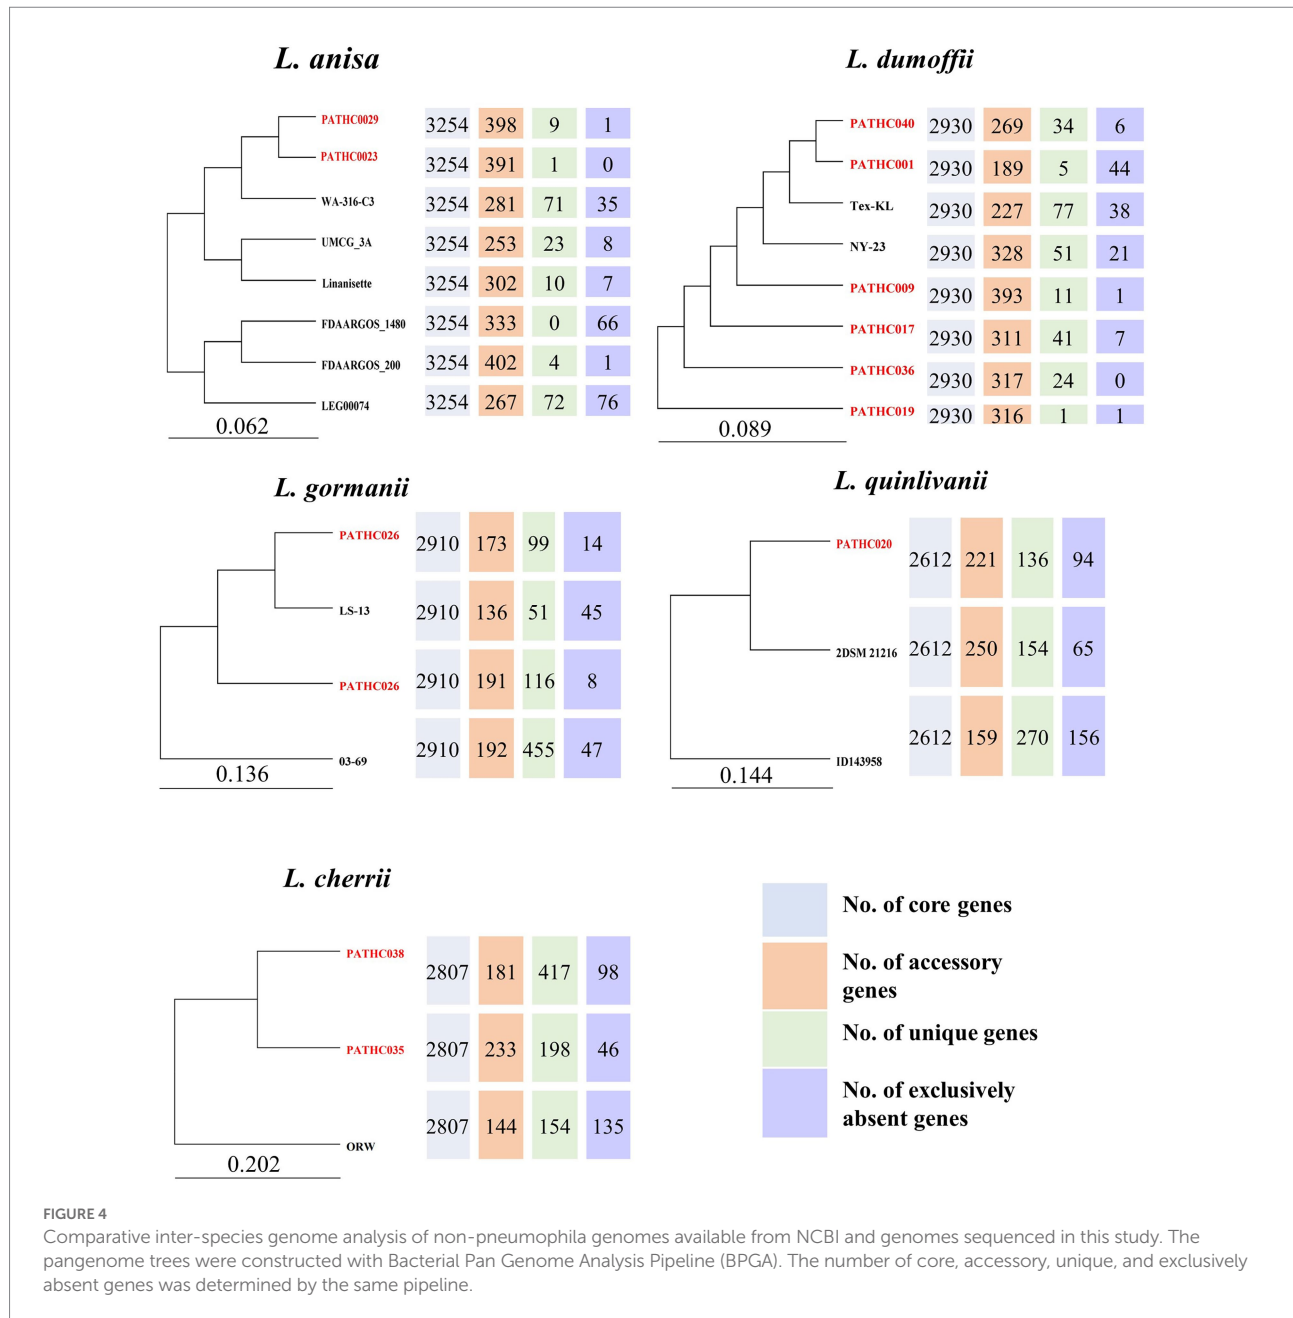 L. anisa
PATHC0029 3254 398 9 1
PATHC0023 3254 391 1 0
WA-316-C3 3254 281 71 35
UMCG_3A 3254 253 23 8
Linanisette 3254 302 10 7
FDAARGOS_1480 3254 333 0 66
FDAARGOS_200 3254 402 4 1
LEG00074 3254 267 72 76
0.062
L. dumoffii
PATHC040 2930 269 34 6
PATHC001 2930 189 5 44
Tex-KL 2930 227 77 38
NY-23 2930 328 51 21
PATHC009 2930 393 11 1
PATHC017 2930 311 41 7
PATHC036 2930 317 24 0
PATHC019 2930 316 1 1
0.089
L. gormanii
PATHC026 2910 173 99 14
LS-13 2910 136 51 45
PATHC026 2910 191 116 8
03-69 2910 192 455 47
0.136
L. quinlivanii
PATHC020 2612 221 136 94
2DSM 21216 2612 250 154 65
ID143958 2612 159 270 156
0.144
L. cherrii
PATHC038 2807 181 417 98
PATHC035 2807 233 198 46
ORW 2807 144 154 135
0.202
No. of core genes
No. of accessory
genes
No. of unique genes
No. of exclusively
absent genes
FIGURE 4
Comparative inter-species genome analysis of non-pneumophila genomes available from NCBI and genomes sequenced in this study. The
pangenome trees were constructed with Bacterial Pan Genome Analysis Pipeline (BPGA). The number of core, accessory, unique, and exclusively
absent genes was determined by the same pipeline.